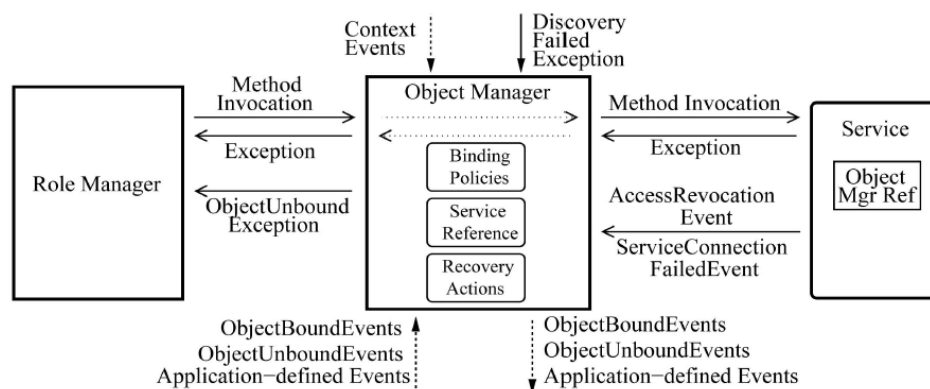 Context
Events
Discovery
Failed
Exception
Role Manager
Method
Invocation
Exception
ObjectUnbound
Exception
Object Manager
Binding
Policies
Service
Reference
Recovery
Actions
Method Invocation
Exception
AccessRevocation
Event
ServiceConnection
FailedEvent
Service
Object
Mgr Ref
ObjectBoundEvents
ObjectUnboundEvents
Application-defined Events
ObjectBoundEvents
ObjectUnboundEvents
Application-defined Events